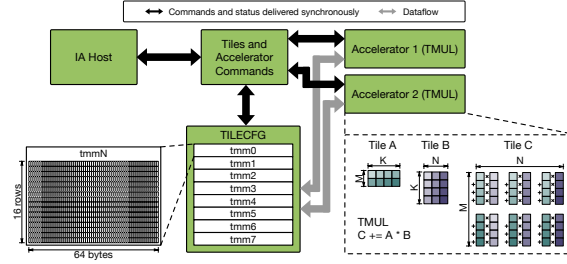 Commands and status delivered synchronously
Dataflow
IA Host
Tiles and
Accelerator
Commands
Accelerator 1 (TMUL)
Accelerator 2 (TMUL)
TILECFG
tmm0
tmm1
tmm2
tmm3
tmm4
tmm5
tmm6
tmm7
tmmN
16 rows
64 bytes
Tile A
K
M
Tile B
N
K
Tile C
N
M
TMUL
C += A * B